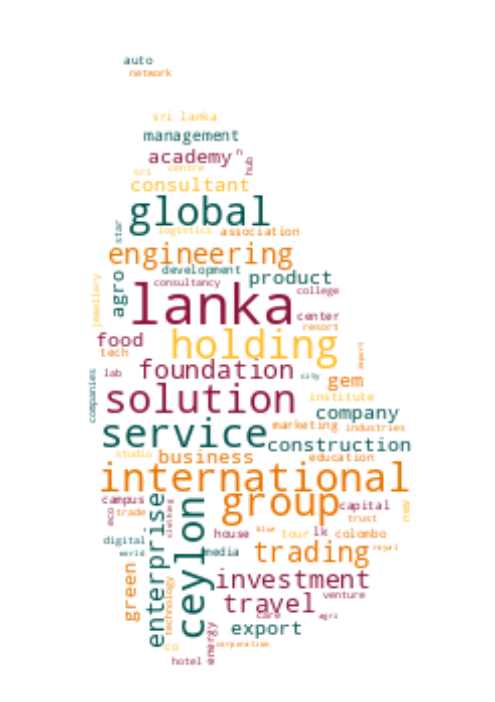 auto
network
sri lanka
management
academy
n
hub
sri
centre
consultant
global
star
logistics
association
engineering
development
product
agro
jewellery
consultancy
college
lanka
center
resort
food
holding
tech
import
lab
foundation
city
gem
companies
solution
institute
company
service
marketing
industries
construction
studio
business
education
international
campus
group
capital
eco
trade
clothing
trust
new
enterprise
ceylon
house
blue
tour
lk
colombo
digital
world
media
trading
royal
green
technology
investment
venture
travel
care
agri
export
co
energy
corporation
hotel